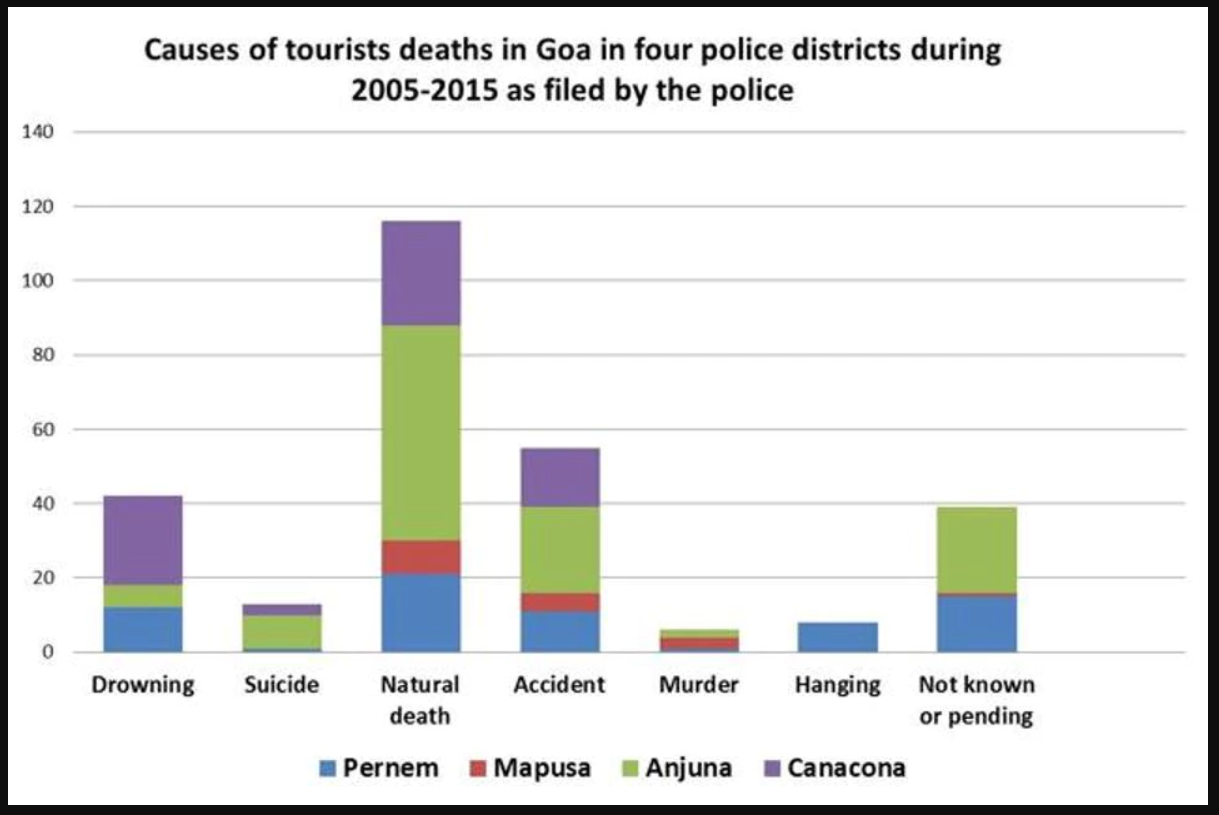 Causes of tourists deaths in Goa in four police districts during
2005-2015 as filed by the police
140
120
100
80
60
40
20
0
Drowning Suicide Natural Accident Murder Hanging Not known
death or pending
Pernem Mapusa Anjuna Canacona